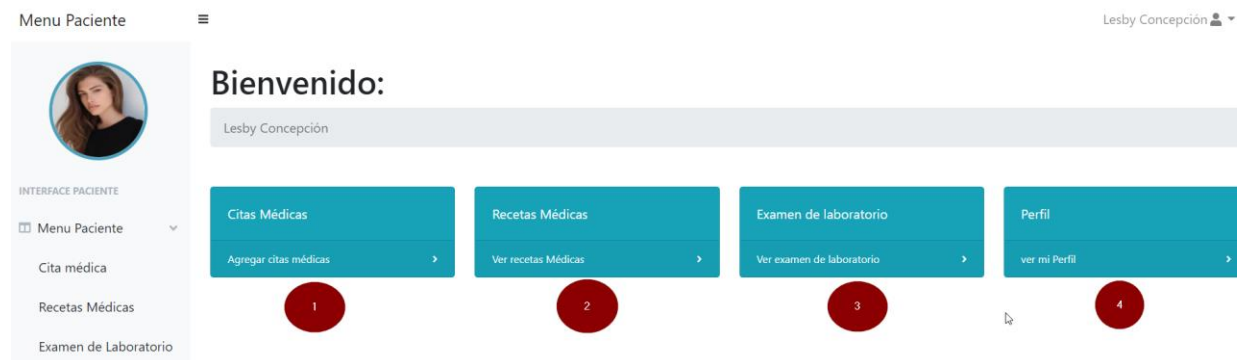 Menu Paciente
Lesby Concepción
Bienvenido:
Lesby Concepción
INTERFACE PACIENTE
Menu Paciente
Cita médica
Recetas Médicas
Examen de Laboratorio
Citas Médicas
Agregar citas médicas
1
Recetas Médicas
Ver recetas Médicas
2
Examen de laboratorio
Ver examen de laboratorio
3
Perfil
ver mi Perfil
4